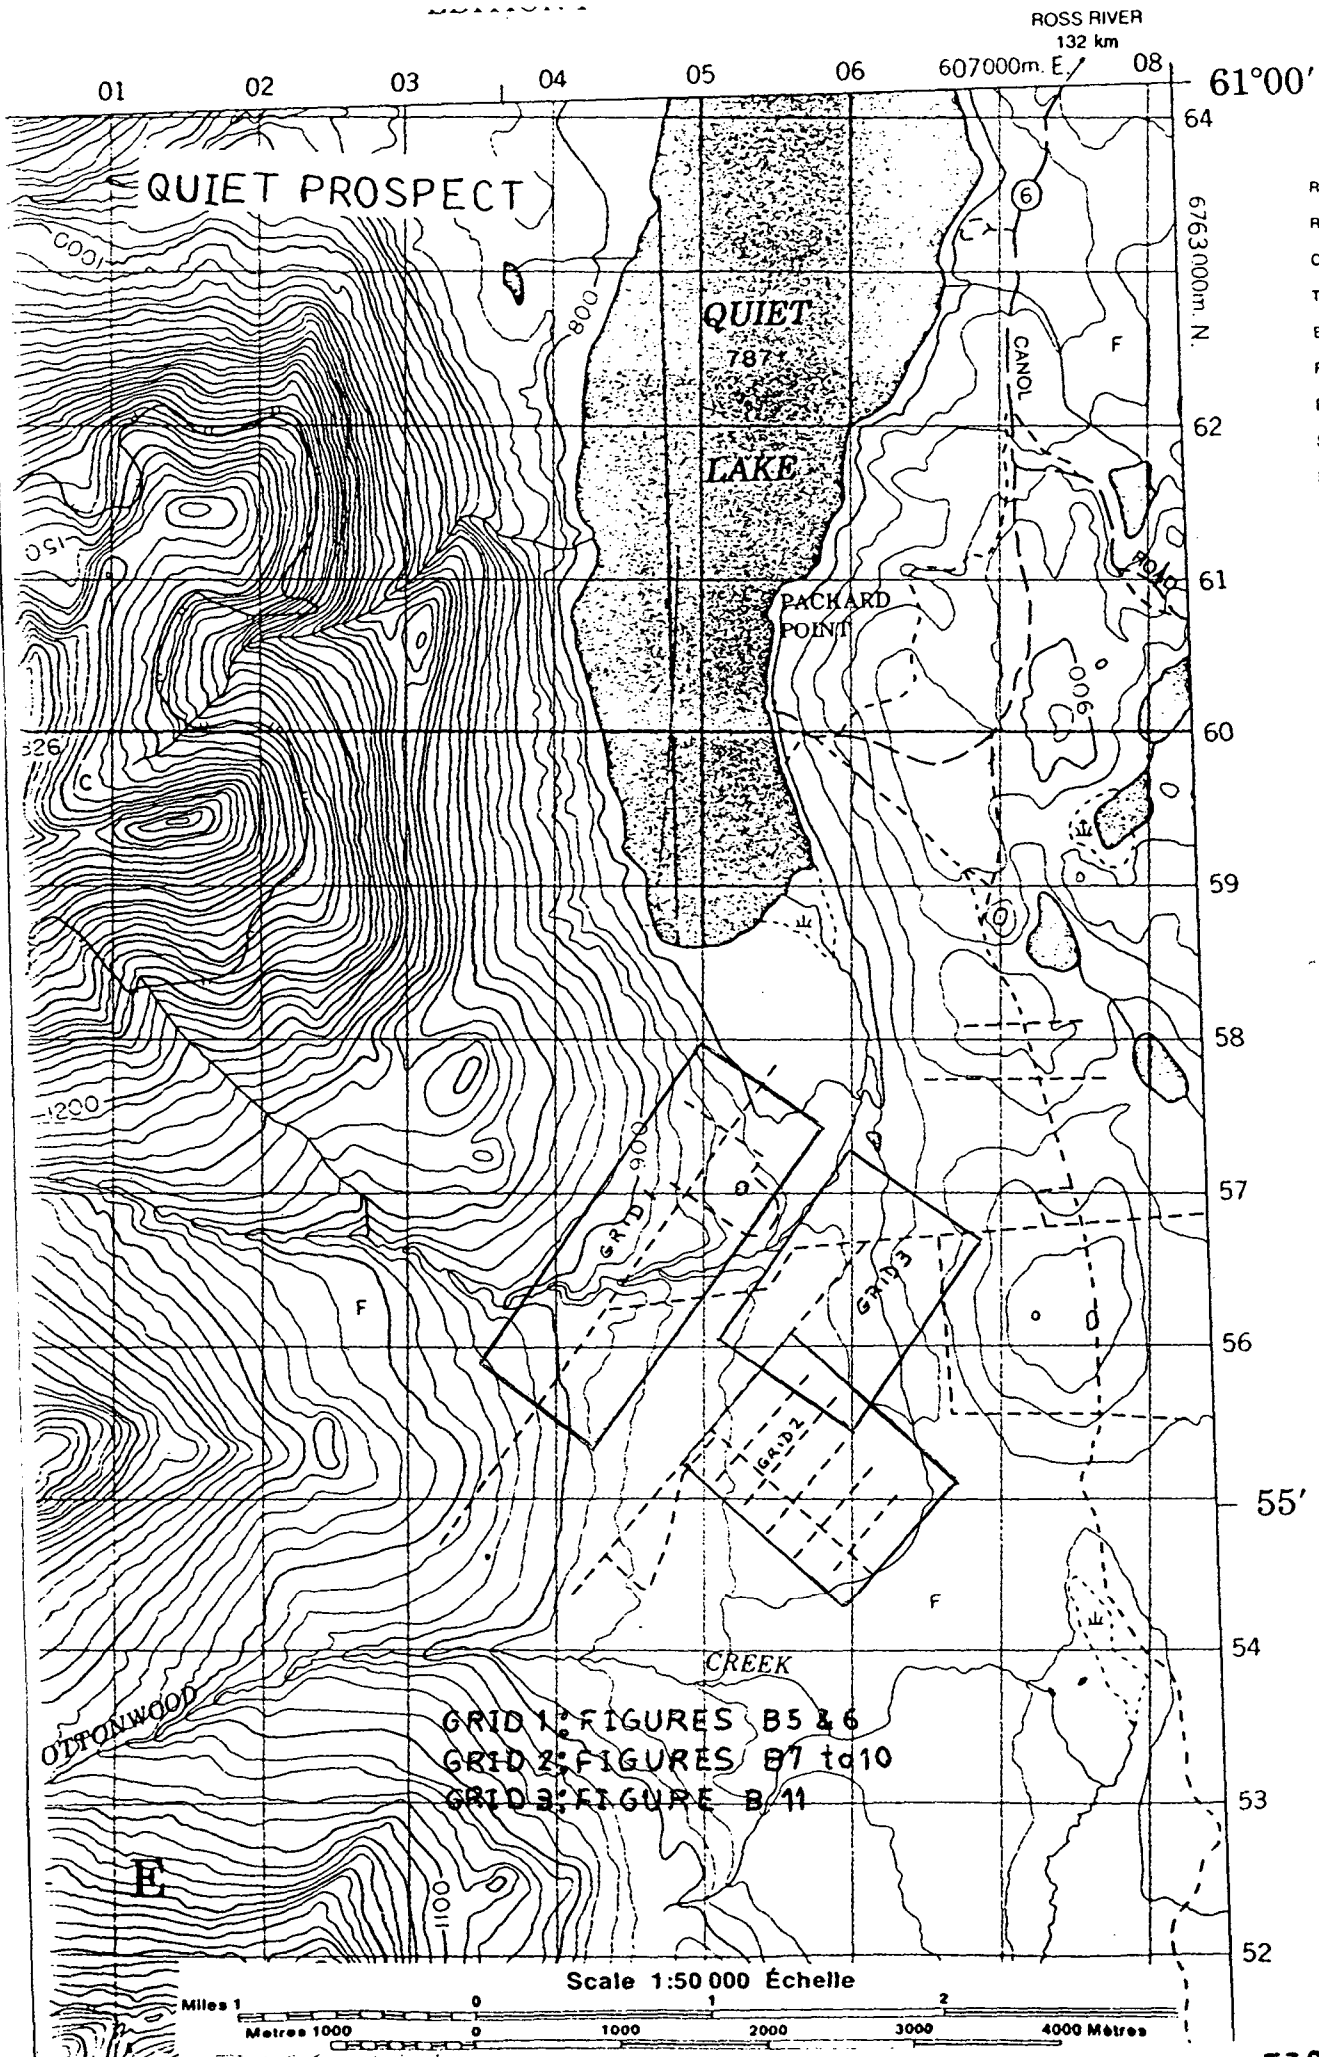 ROSS RIVER
132 km
01 02 03 04 05 06 607000m. E. 08
61°00'
64
QUIET PROSPECT
6
6763000m. N.
1000
800
QUIET
787
F
CANOL
62
LAKE
150
ROAD
61
PACKARD
POINT
900
60
326
C
59
58
1200
900
57
GRID 1
GRID 3
F
56
GRID 2
55'
F
54
CREEK
OTTONWOOD
GRID 1: FIGURES B5 & 6
GRID 2: FIGURES B7 to 10
GRID 3: FIGURE B 11
53
E
1100
52
Scale 1:50 000 Échelle
Miles 1 0 1 2
Metres 1000 0 1000 2000 3000 4000 Mètres